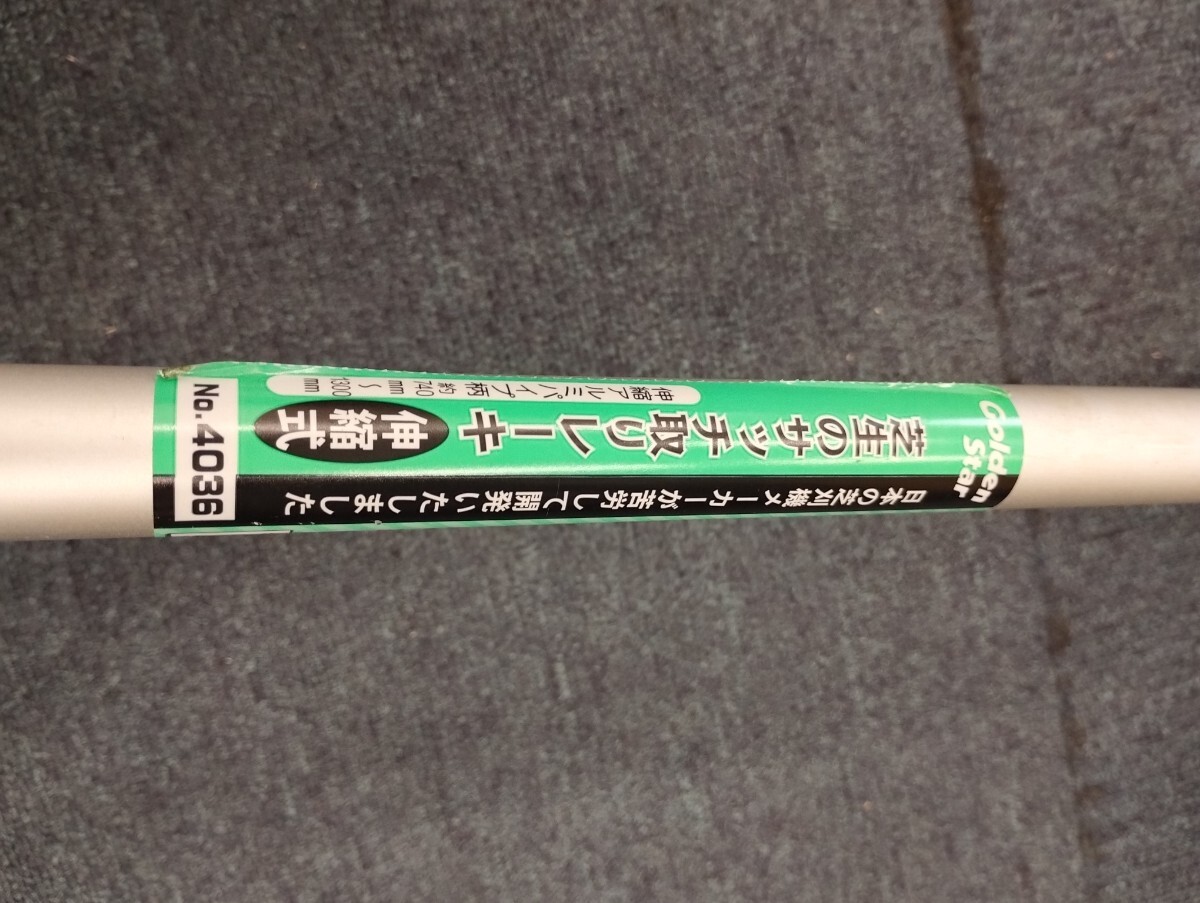 Golden
Star
日本の芝刈機メーカーが苦労して開発いたしました
芝生のサッチ取りレーキ
伸縮式
伸縮アルミパイプ柄 約740mm〜1300mm
No.4036